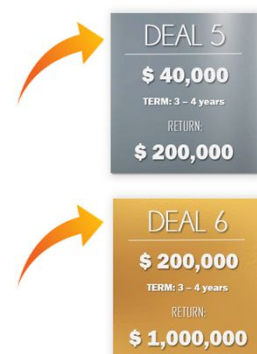 DEAL 5
$ 40,000
TERM: 3 – 4 years
RETURN:
$ 200,000
DEAL 6
$ 200,000
TERM: 3 – 4 years
RETURN:
$ 1,000,000